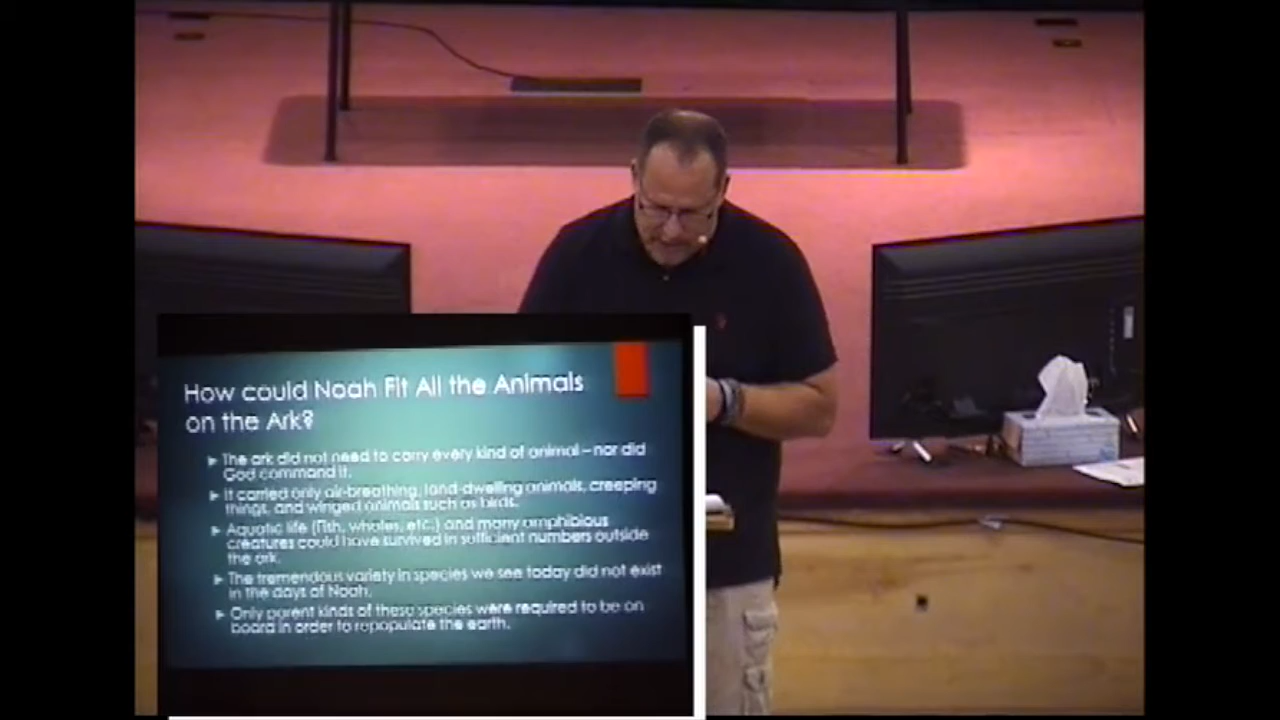 How could Noah Fit All the Animals
on the Ark?
The ark did not need to carry every kind of animal – nor did
God command it.
It carried only air-breathing, land-dwelling animals, creeping
things, and winged animals such as birds.
Aquatic life (fish, whales, etc.) and many amphibious
creatures could have survived in sufficient numbers outside
the ark.
The tremendous variety in species we see today did not exist
in the days of Noah.
Only parent kinds of these species were required to be on
board in order to repopulate the earth.